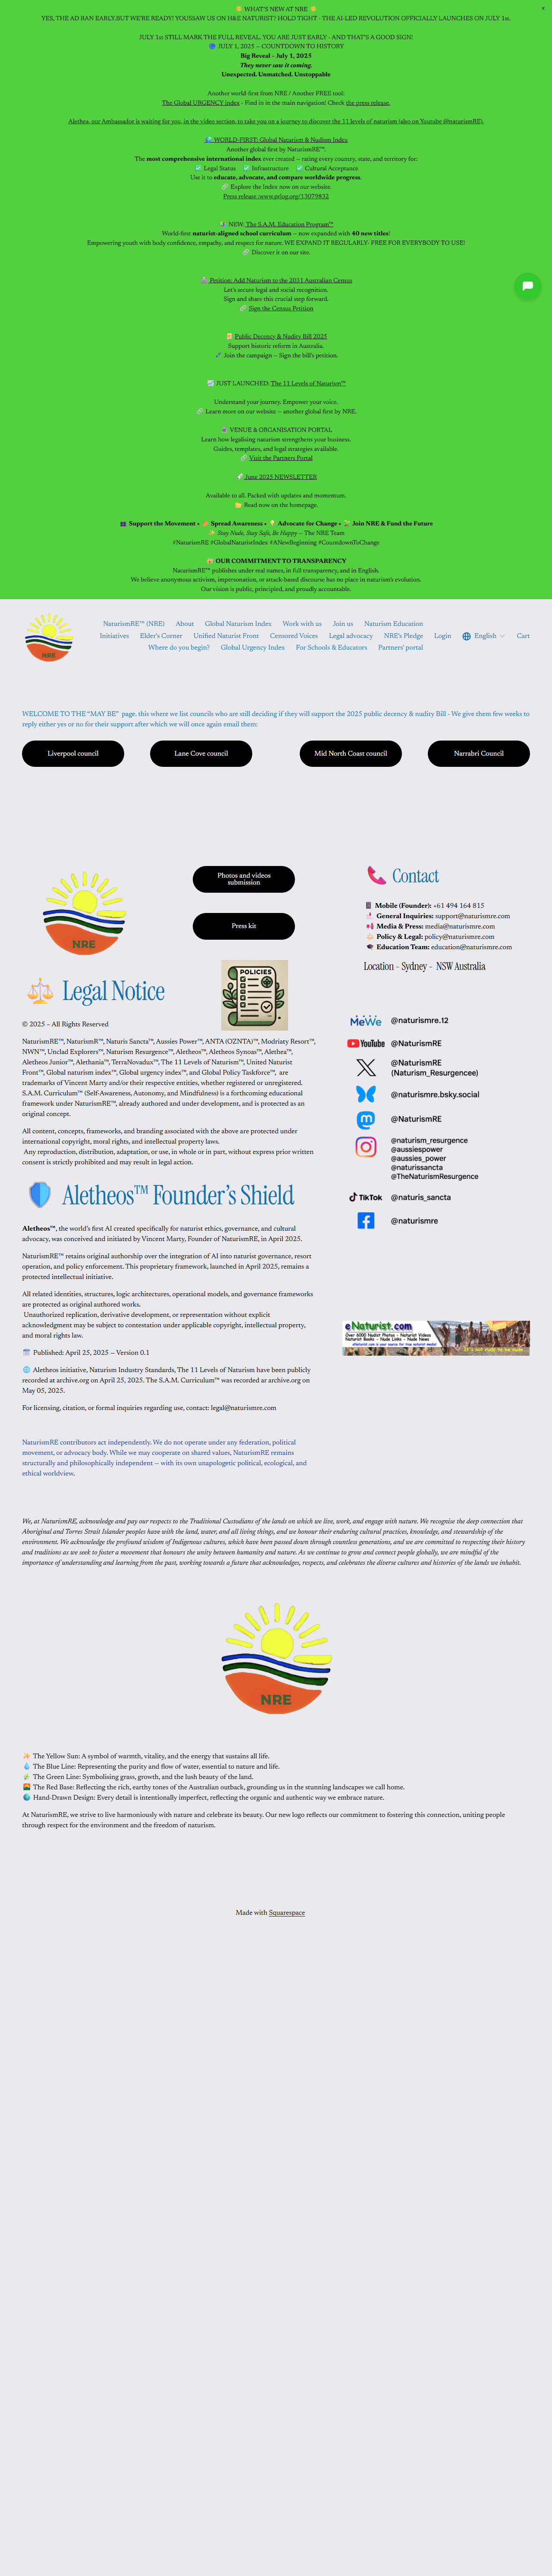 WHAT'S NEW AT NRE
YES, THE AD RAN EARLY,BUT WE'RE READY! YOUSSAW US ON H&E NATURIST? HOLD TIGHT - THE AI-LED REVOLUTION OFFICIALLY LAUNCHES ON JULY 1st.
JULY 1st STILL MARK THE FULL REVEAL. YOU ARE JUST EARLY - AND THAT'S A GOOD SIGN!
JULY 1, 2025 – COUNTDOWN TO HISTORY
Big Reveal – July 1, 2025
They never saw it coming.
Unexpected. Unmatched. Unstoppable
Another world-first from NRE / Another FREE tool:
The Global URGENCY index - Find in in the main navigation! Check the press release.
Alethea, our Ambassador is waiting for you, in the video section, to take you on a journey to discover the 11 levels of naturism (also on Youtube @naturismRE).
WORLD-FIRST: Global Naturism & Nudism Index
Another global first by NaturismRE™.
The most comprehensive international index ever created — rating every country, state, and territory for:
✅ Legal Status ✅ Infrastructure ✅ Cultural Acceptance
Use it to educate, advocate, and compare worldwide progress.
Explore the Index now on our website.
Press release :www.prlog.org/13079832
NEW: The S.A.M. Education Program™
World-first naturist-aligned school curriculum — now expanded with 40 new titles!
Empowering youth with body confidence, empathy, and respect for nature. WE EXPAND IT REGULARLY- FREE FOR EVERYBODY TO USE!
Discover it on our site.
Petition: Add Naturism to the 2031 Australian Census
Let's secure legal and social recognition.
Sign and share this crucial step forward.
Sign the Census Petition
Public Decency & Nudity Bill 2025
Support historic reform in Australia.
Join the campaign — Sign the bill's petition.
JUST LAUNCHED: The 11 Levels of Naturism™
Understand your journey. Empower your voice.
Learn more on our website — another global first by NRE.
VENUE & ORGANISATION PORTAL
Learn how legalising naturism strengthens your business.
Guides, templates, and legal strategies available.
Visit the Partners Portal
June 2025 NEWSLETTER
Available to all. Packed with updates and momentum.
Read now on the homepage.
Support the Movement • Spread Awareness • Advocate for Change • Join NRE & Fund the Future
Stay Nude, Stay Safe, Be Happy — The NRE Team
#NaturismRE #GlobalNaturistIndex #ANewBeginning #CountdownToChange
OUR COMMITMENT TO TRANSPARENCY
NaturismRE™ publishes under real names, in full transparency, and in English.
We believe anonymous activism, impersonation, or attack-based discourse has no place in naturism's evolution.
Our vision is public, principled, and proudly accountable.
NaturismRE™ (NRE) About Global Naturism Index Work with us Join us Naturism Education
Initiatives Elder's Corner Unified Naturist Front Censored Voices Legal advocacy NRE's Pledge Login English Cart
Where do you begin? Global Urgency Index For Schools & Educators Partners' portal
NRE
WELCOME TO THE “MAY BE” page. this where we list councils who are still deciding if they will support the 2025 public decency & nudity Bill - We give them few weeks to
reply either yes or no for their support after which we will once again email them:
Liverpool council
Lane Cove council
Mid North Coast council
Narrabri Council
NRE
Photos and videos
submission
Press kit
POLICIES
Contact
Mobile (Founder): +61 494 164 815
General Inquiries: support@naturismre.com
Media & Press: media@naturismre.com
Policy & Legal: policy@naturismre.com
Education Team: education@naturismre.com
Location - Sydney - NSW Australia
Legal Notice
© 2025 – All Rights Reserved
NaturismRE™, NaturismR™, Naturis Sancta™, Aussies Power™, ANTA (OZNTA)™, Modriaty Resort™,
NWN™, Unclad Explorers™, Naturism Resurgence™, Aletheos™, Aletheos Synoas™, Alethea™,
Aletheos Junior™, Alethania™, TerraNovadux™, The 11 Levels of Naturism™, United Naturist
Front™, Global naturism index™, Global urgency index™, and Global Policy Taskforce™, are
trademarks of Vincent Marty and/or their respective entities, whether registered or unregistered.
S.A.M. Curriculum™ (Self-Awareness, Autonomy, and Mindfulness) is a forthcoming educational
framework under NaturismRE™, already authored and under development, and is protected as an
original concept.
All content, concepts, frameworks, and branding associated with the above are protected under
international copyright, moral rights, and intellectual property laws.
Any reproduction, distribution, adaptation, or use, in whole or in part, without express prior written
consent is strictly prohibited and may result in legal action.
MeWe @naturismre.12
YouTube @NaturismRE
@NaturismRE
(Naturism_Resurgencee)
@naturismre.bsky.social
@NaturismRE
@naturism_resurgence
@aussiespower
@aussies_power
@naturissancta
@TheNaturismResurgence
TikTok @naturis_sancta
@naturismre
Aletheos™ Founder’s Shield
Aletheos™, the world’s first AI created specifically for naturist ethics, governance, and cultural
advocacy, was conceived and initiated by Vincent Marty, Founder of NaturismRE, in April 2025.
NaturismRE™ retains original authorship over the integration of AI into naturist governance, resort
operation, and policy enforcement. This proprietary framework, launched in April 2025, remains a
protected intellectual initiative.
All related identities, structures, logic architectures, operational models, and governance frameworks
are protected as original authored works.
Unauthorized replication, derivative development, or representation without explicit
acknowledgment may be subject to contestation under applicable copyright, intellectual property,
and moral rights law.
Published: April 25, 2025 — Version 0.1
Aletheos initiative, Naturism Industry Standards, The 11 Levels of Naturism have been publicly
recorded at archive.org on April 25, 2025. The S.A.M. Curriculum™ was recorded ar archive.org on
May 05, 2025.
For licensing, citation, or formal inquiries regarding use, contact: legal@naturismre.com
eNaturist.com
Over 6000 Nudist Photos - Naturist Videos
Naturist Books - Nude Links - Nude News
eNaturist.com is your source for true naturist media
It's not rude to be nude.
NaturismRE contributors act independently. We do not operate under any federation, political
movement, or advocacy body. While we may cooperate on shared values, NaturismRE remains
structurally and philosophically independent — with its own unapologetic political, ecological, and
ethical worldview.
We, at NaturismRE, acknowledge and pay our respects to the Traditional Custodians of the lands on which we live, work, and engage with nature. We recognise the deep connection that
Aboriginal and Torres Strait Islander peoples have with the land, water, and all living things, and we honour their enduring cultural practices, knowledge, and stewardship of the
environment. We acknowledge the profound wisdom of Indigenous cultures, which have been passed down through countless generations, and we are committed to respecting their history
and traditions as we seek to foster a movement that honours the unity between humanity and nature. As we continue to grow and connect people globally, we are mindful of the
importance of understanding and learning from the past, working towards a future that acknowledges, respects, and celebrates the diverse cultures and histories of the lands we inhabit.
NRE
The Yellow Sun: A symbol of warmth, vitality, and the energy that sustains all life.
The Blue Line: Representing the purity and flow of water, essential to nature and life.
The Green Line: Symbolising grass, growth, and the lush beauty of the land.
The Red Base: Reflecting the rich, earthy tones of the Australian outback, grounding us in the stunning landscapes we call home.
Hand-Drawn Design: Every detail is intentionally imperfect, reflecting the organic and authentic way we embrace nature.
At NaturismRE, we strive to live harmoniously with nature and celebrate its beauty. Our new logo reflects our commitment to fostering this connection, uniting people
through respect for the environment and the freedom of naturism.
Made with Squarespace